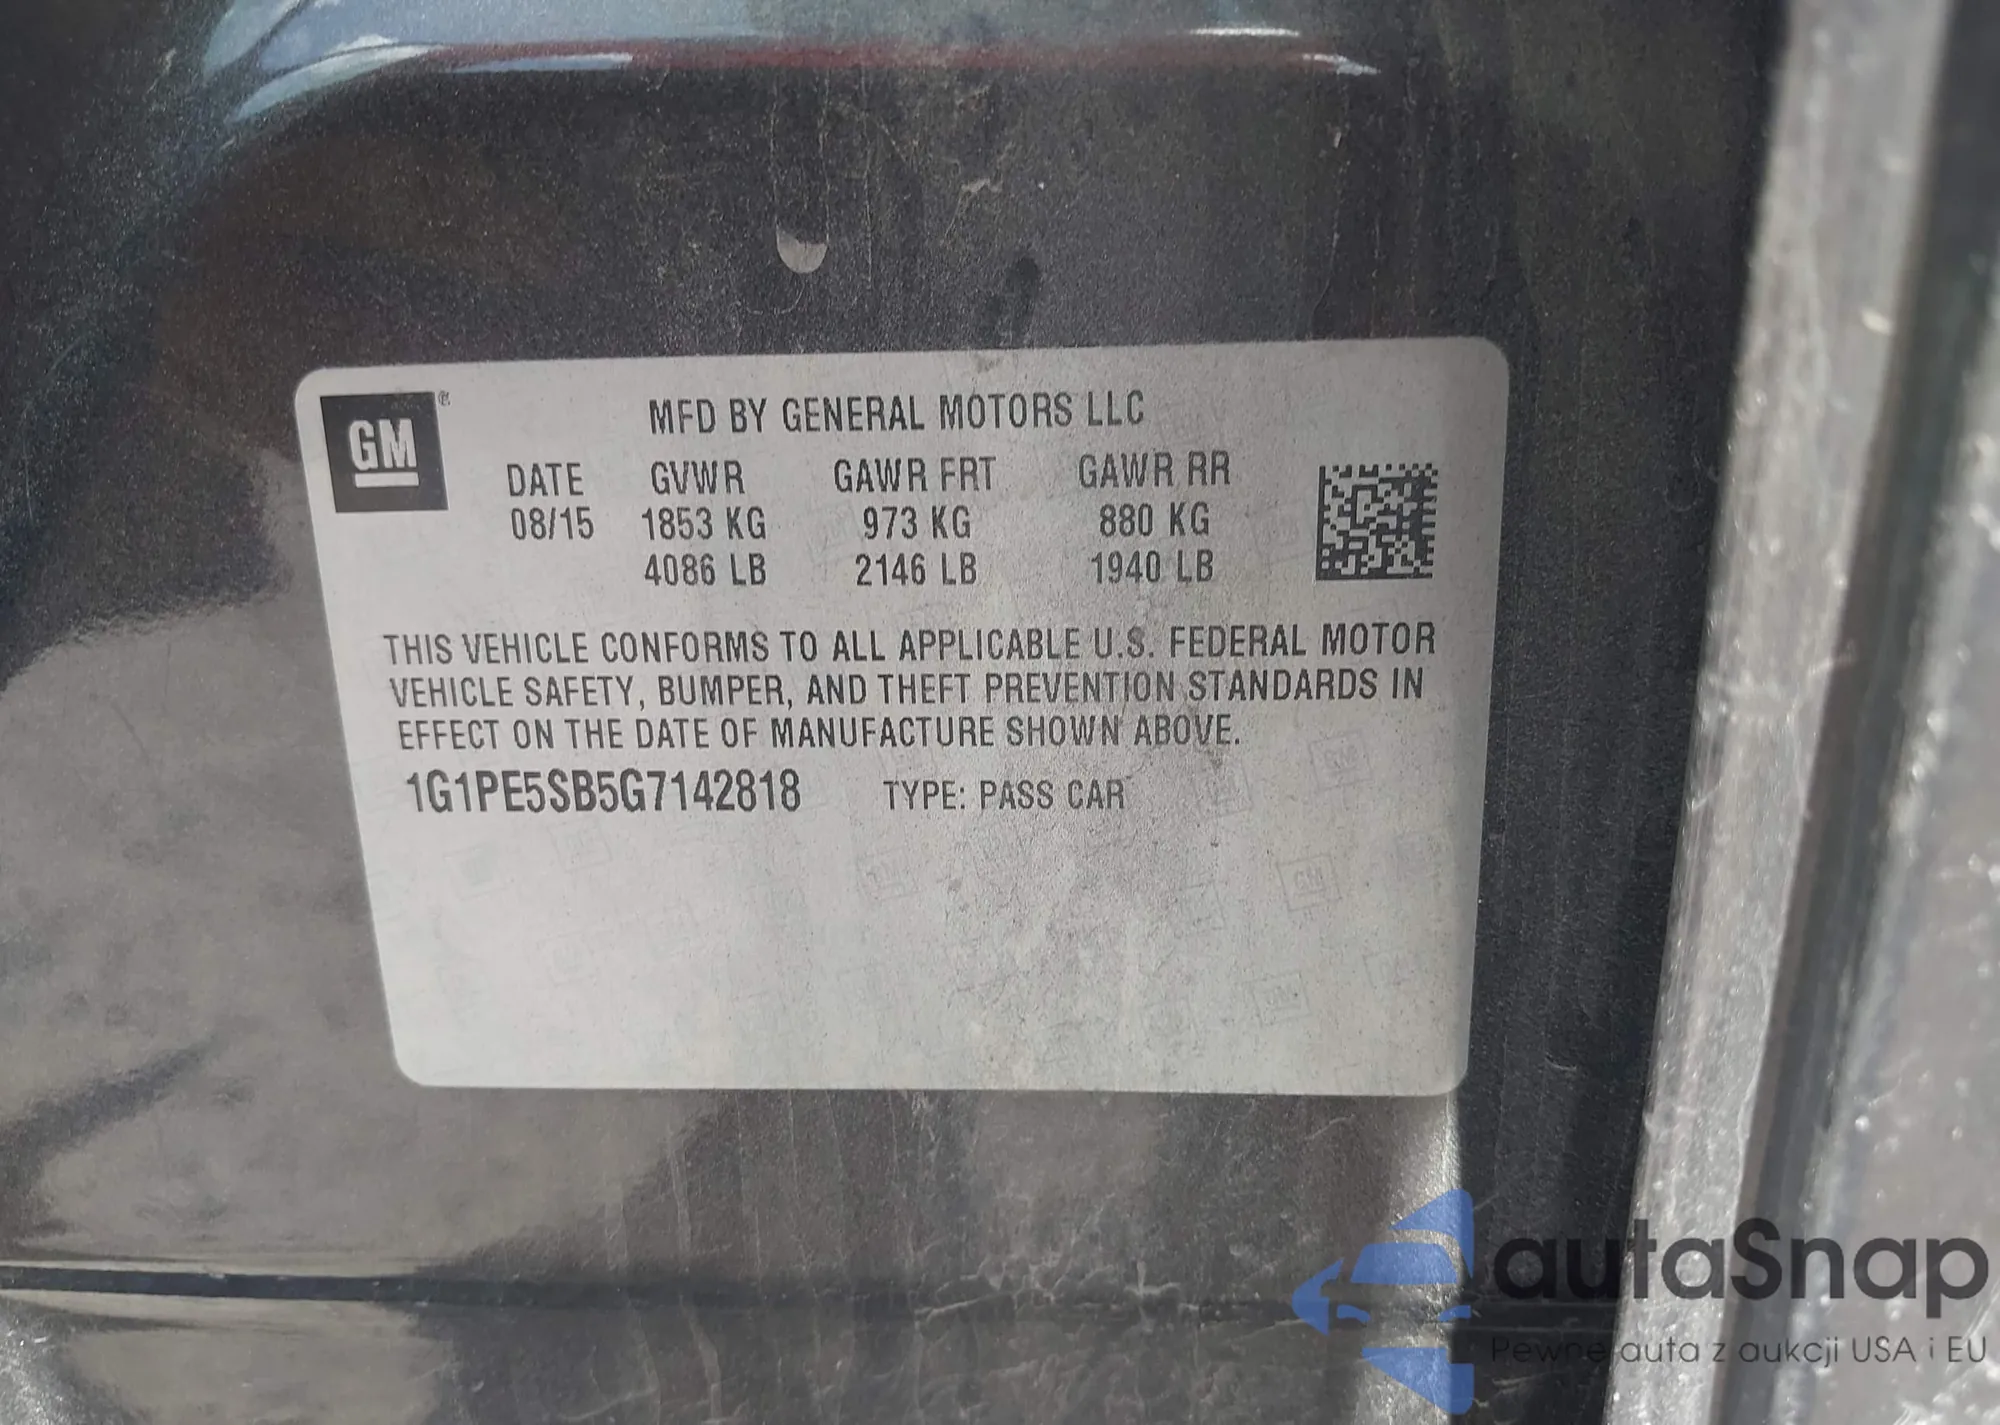 GM
MFD BY GENERAL MOTORS LLC
DATE GVWR GAWR FRT GAWR RR
08/15 1853 KG 973 KG 880 KG
4086 LB 2146 LB 1940 LB
THIS VEHICLE CONFORMS TO ALL APPLICABLE U.S. FEDERAL MOTOR
VEHICLE SAFETY, BUMPER, AND THEFT PREVENTION STANDARDS IN
EFFECT ON THE DATE OF MANUFACTURE SHOWN ABOVE.
1G1PE5SB5G7142818 TYPE: PASS CAR
autaSnap
Pewne auta z aukcji USA i EU